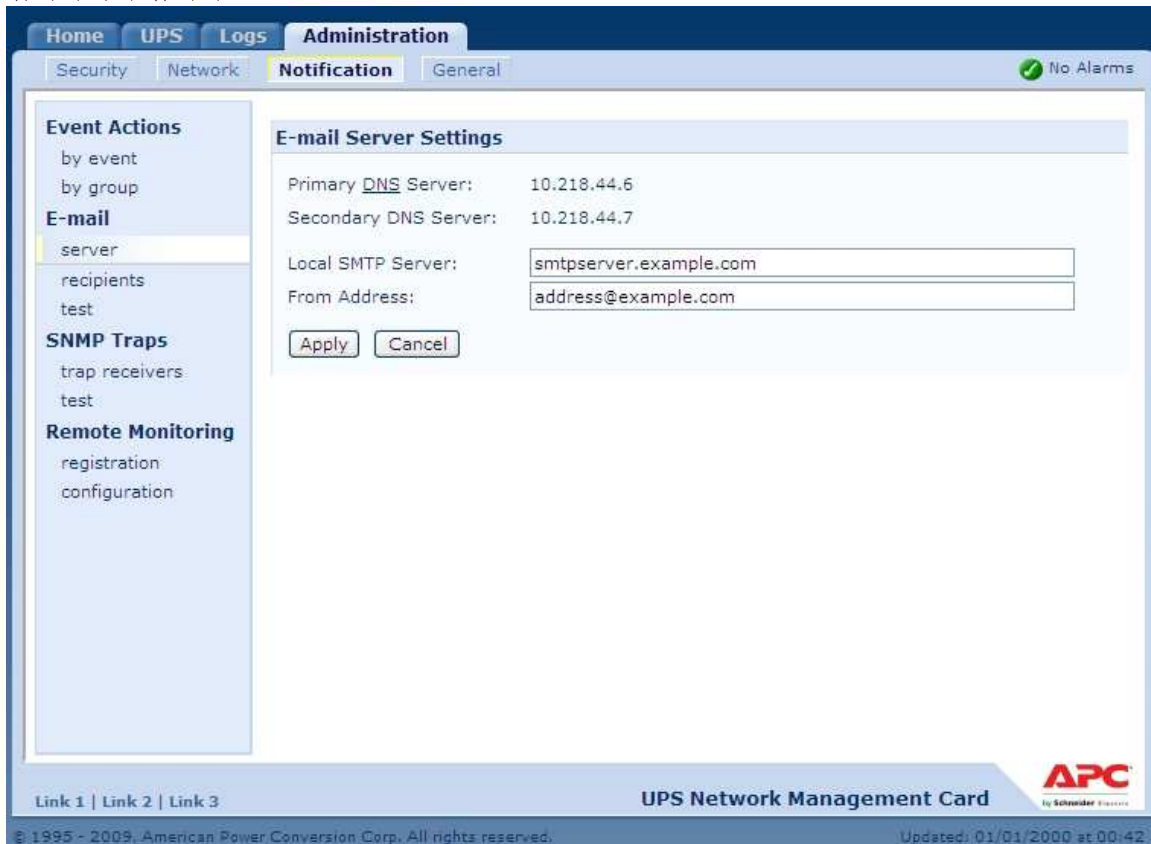 Home UPS Logs Administration
Security Network Notification General No Alarms
Event Actions
by event
by group
E-mail
server
recipients
test
SNMP Traps
trap receivers
test
Remote Monitoring
registration
configuration
E-mail Server Settings
Primary DNS Server: 10.218.44.6
Secondary DNS Server: 10.218.44.7
Local SMTP Server: smtpserver.example.com
From Address: address@example.com
Apply Cancel
Link 1 | Link 2 | Link 3
UPS Network Management Card
APC
by Schneider Electric
© 1995 - 2009, American Power Conversion Corp. All rights reserved.
Updated: 01/01/2000 at 00:42